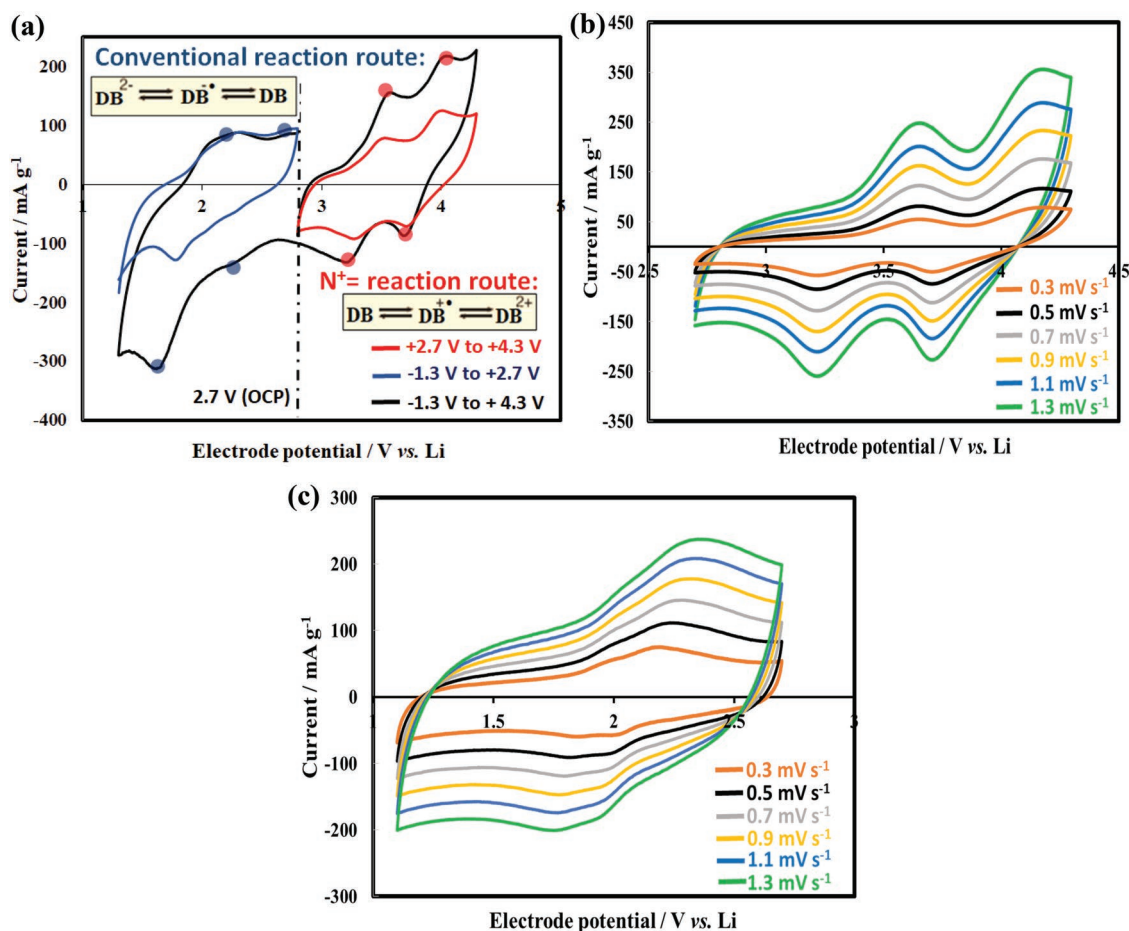 (a)
Conventional reaction route:
DB²⁻ ⇌ DB⁻• ⇌ DB
200
100
0
-100
-200
-300
-400
1
2
3
4
5
Current / mA g⁻¹
N⁺= reaction route:
DB ⇌ DB⁺• ⇌ DB²⁺
+2.7 V to +4.3 V
-1.3 V to +2.7 V
-1.3 V to + 4.3 V
2.7 V (OCP)
Electrode potential / V vs. Li
(b)
450
350
250
150
50
-50
-150
-250
-350
2.5
3
3.5
4
4.5
Current / mA g⁻¹
0.3 mV s⁻¹
0.5 mV s⁻¹
0.7 mV s⁻¹
0.9 mV s⁻¹
1.1 mV s⁻¹
1.3 mV s⁻¹
Electrode potential / V vs. Li
(c)
300
200
100
0
-100
-200
-300
1
1.5
2
2.5
3
Current / mA g⁻¹
0.3 mV s⁻¹
0.5 mV s⁻¹
0.7 mV s⁻¹
0.9 mV s⁻¹
1.1 mV s⁻¹
1.3 mV s⁻¹
Electrode potential / V vs. Li